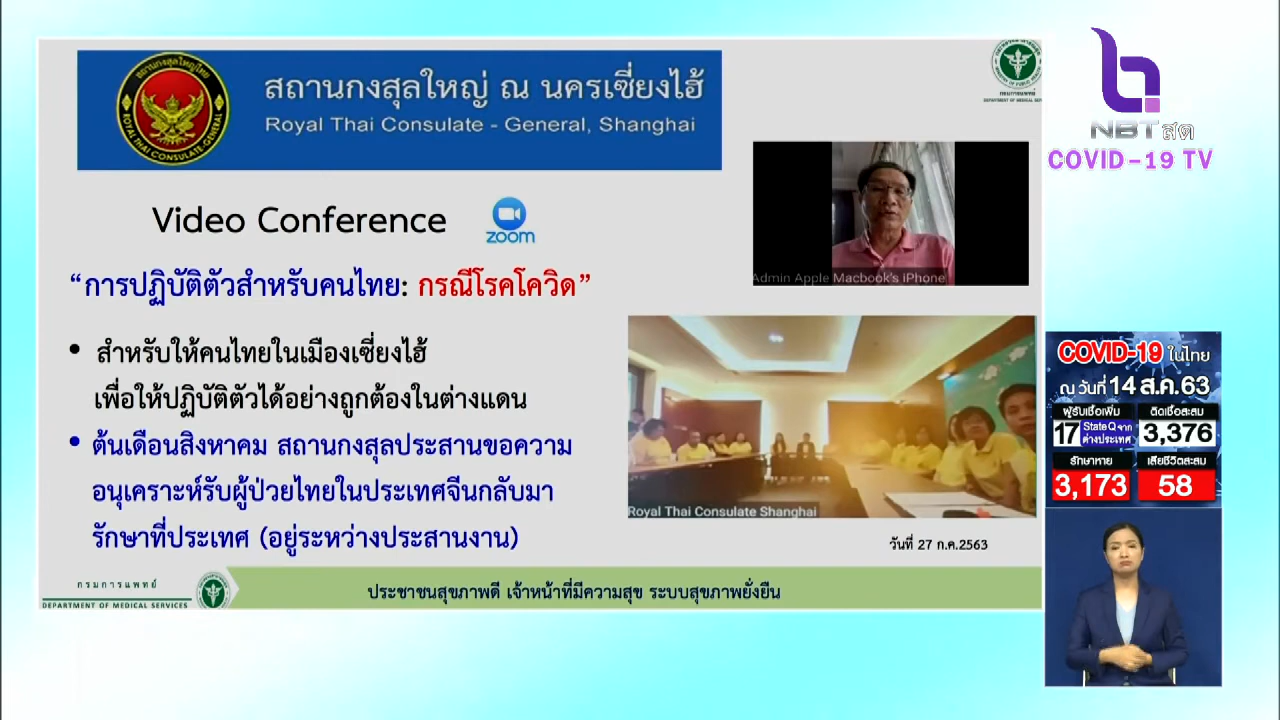 สถานกงสุลใหญ่ ณ นครเซี่ยงไฮ้
Royal Thai Consulate - General, Shanghai
ROYAL THAI CONSULATE-GENERAL
DEPARTMENT OF MEDICAL
NBT สด
COVID-19 TV
Video Conference
zoom
Admin Apple Macbook's iPhone
“การปฏิบัติตัวสำหรับคนไทย: กรณีโรคโควิด”
• สำหรับให้คนไทยในเมืองเซี่ยงไฮ้
เพื่อให้ปฏิบัติตัวได้อย่างถูกต้องในต่างแดน
• ต้นเดือนสิงหาคม สถานกงสุลประสานขอความ
อนุเคราะห์รับผู้ป่วยไทยในประเทศจีนกลับมา
รักษาที่ประเทศ (อยู่ระหว่างประสานงาน)
Royal Thai Consulate Shanghai
วันที่ 27 ก.ค.2563
COVID-19 ในไทย
ณ วันที่ 14 ส.ค. 63
ผู้รับเชื้อเพิ่ม
17 State Q จาก
ต่างประเทศ
ติดเชื้อสะสม
3,376
รักษาหาย
3,173
เสียชีวิตสะสม
58
กรมการแพทย์
DEPARTMENT OF MEDICAL SERVICES
ประชาชนสุขภาพดี เจ้าหน้าที่มีความสุข ระบบสุขภาพยั่งยืน